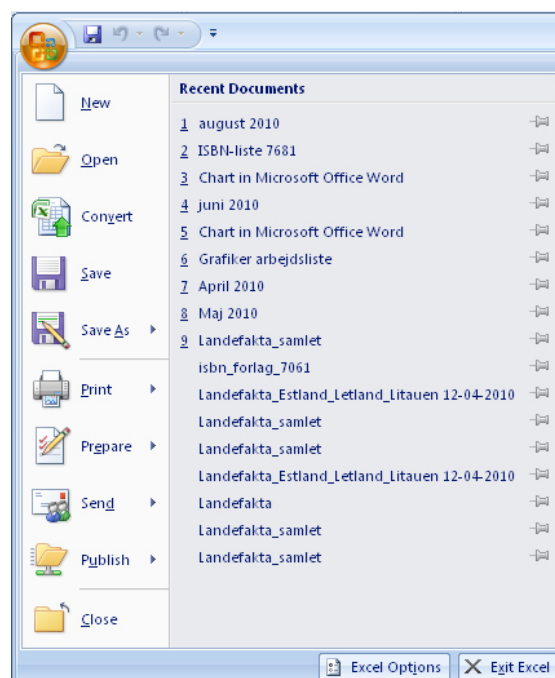 New
Open
Convert
Save
Save As
Print
Prepare
Send
Publish
Close
Recent Documents
1 august 2010
2 ISBN-liste 7681
3 Chart in Microsoft Office Word
4 juni 2010
5 Chart in Microsoft Office Word
6 Grafiker arbejdsliste
7 April 2010
8 Maj 2010
9 Landefakta_samlet
isbn_forlag_7061
Landefakta_Estland_Letland_Litauen 12-04-2010
Landefakta_samlet
Landefakta_samlet
Landefakta_Estland_Letland_Litauen 12-04-2010
Landefakta
Landefakta_samlet
Landefakta_samlet
Excel Options
Exit Excel